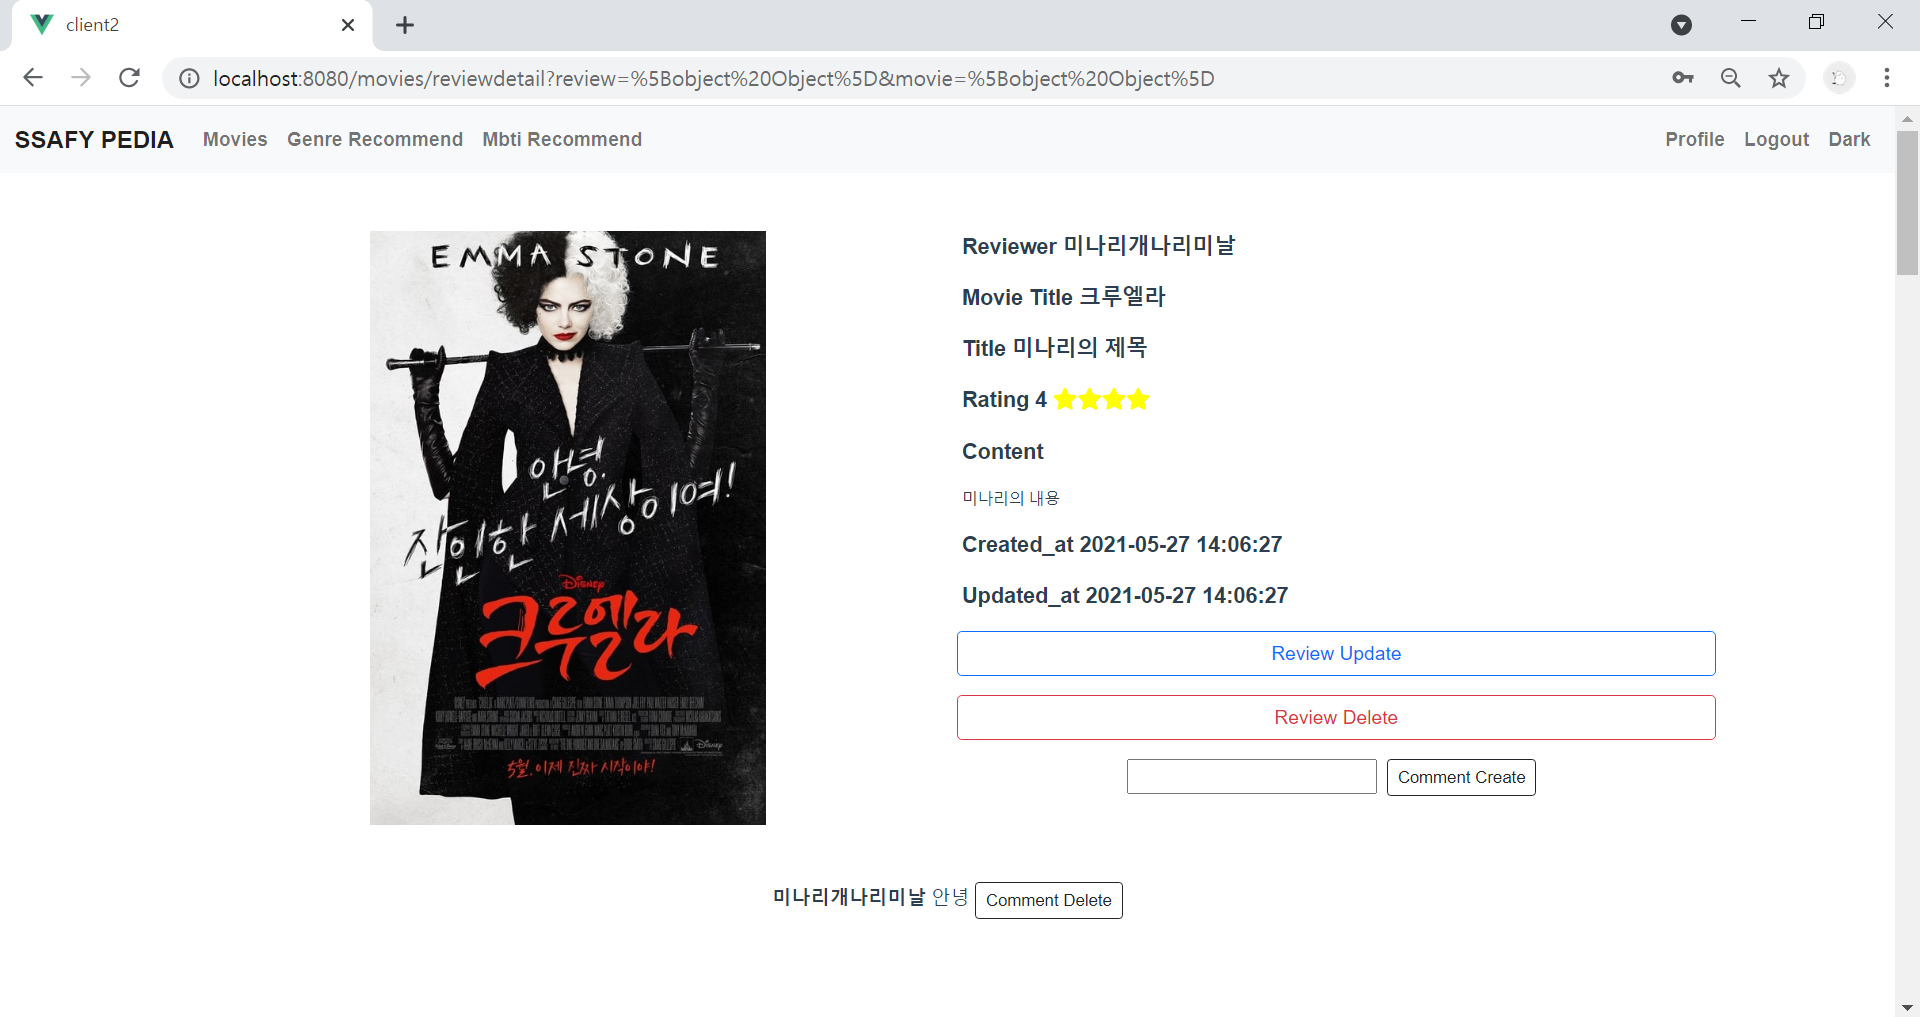 client2
localhost:8080/movies/reviewdetail?review=%5Bobject%20Object%5D&movie=%5Bobject%20Object%5D
SSAFY PEDIA Movies Genre Recommend Mbti Recommend Profile Logout Dark
EMMA STONE
안녕,
잔인한 세상이여!
Disney
크루엘라
5월, 이제 진짜 시작이야!
Reviewer 미나리개나리미날
Movie Title 크루엘라
Title 미나리의 제목
Rating 4
Content
미나리의 내용
Created_at 2021-05-27 14:06:27
Updated_at 2021-05-27 14:06:27
Review Update
Review Delete
Comment Create
미나리개나리미날 안녕 Comment Delete